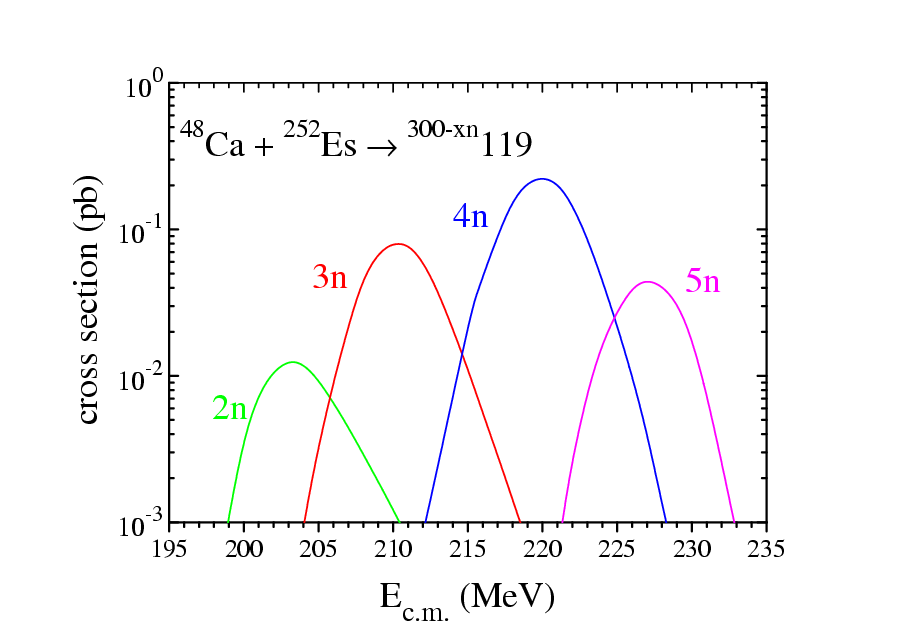 10⁰
⁴⁸Ca + ²⁵²Es → ³⁰⁰⁻ˣⁿ119
4n
10⁻¹
3n
5n
cross section (pb)
10⁻²
2n
10⁻³
195 200 205 210 215 220 225 230 235
E_c.m. (MeV)